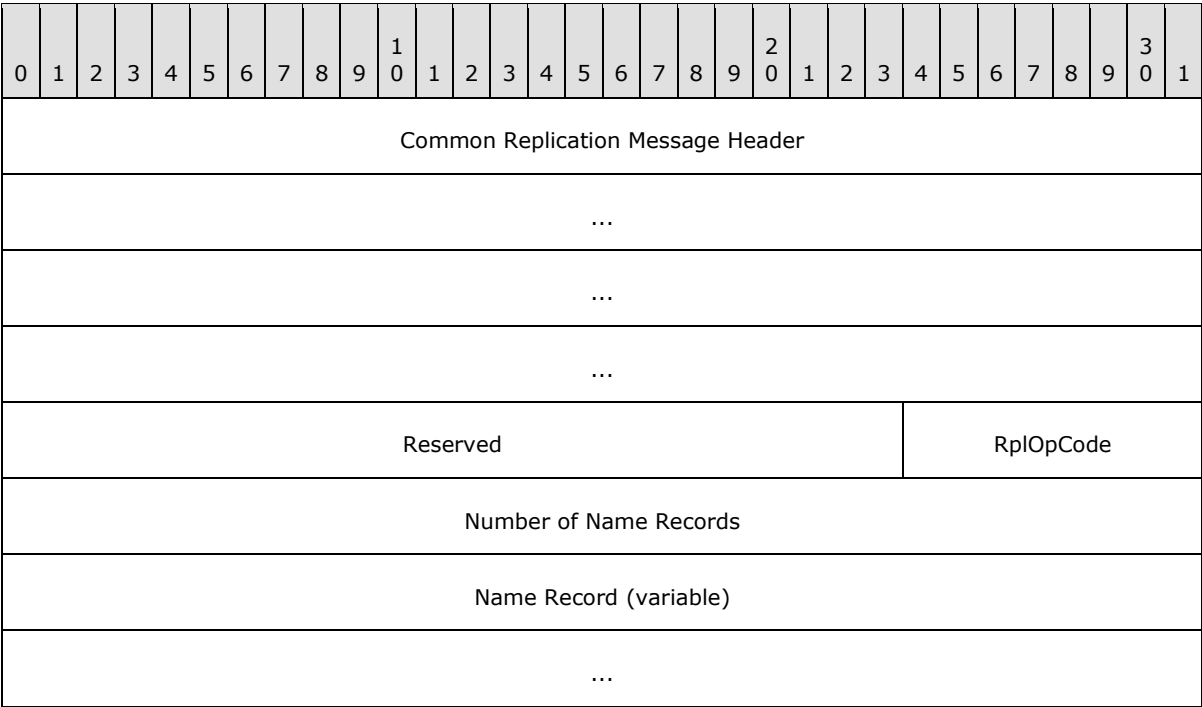 0 1 2 3 4 5 6 7 8 9 1 0 1 2 3 4 5 6 7 8 9 2 0 1 2 3 4 5 6 7 8 9 3 0 1
Common Replication Message Header
...
...
...
Reserved RplOpCode
Number of Name Records
Name Record (variable)
...